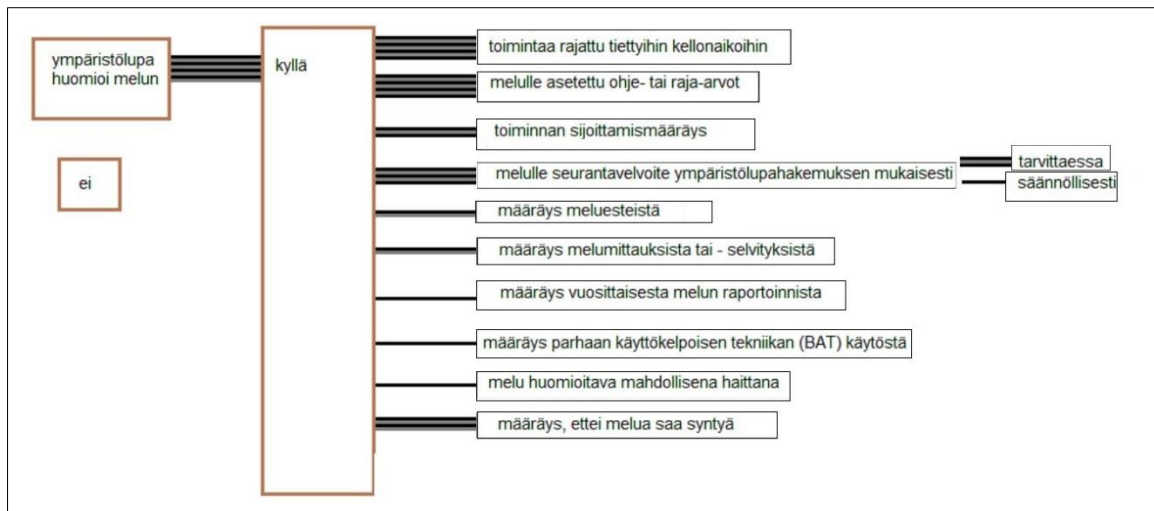 ympäristölupa
huomioi melun
ei
kyllä
toimintaa rajattu tiettyihin kellonaikoihin
melulle asetettu ohje- tai raja-arvot
toiminnan sijoittamismääräys
melulle seurantavelvoite ympäristölupahakemuksen mukaisesti
tarvittaessa
säännöllisesti
määräys meluesteistä
määräys melumittauksista tai - selvityksistä
määräys vuosittaisesta melun raportoinnista
määräys parhaan käyttökelpoisen tekniikan (BAT) käytöstä
melu huomioitava mahdollisena haittana
määräys, ettei melua saa syntyä